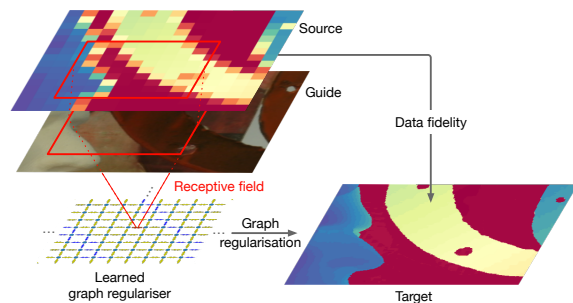 Source
Guide
Data fidelity
Receptive field
Graph
regularisation
Learned
graph regulariser
Target